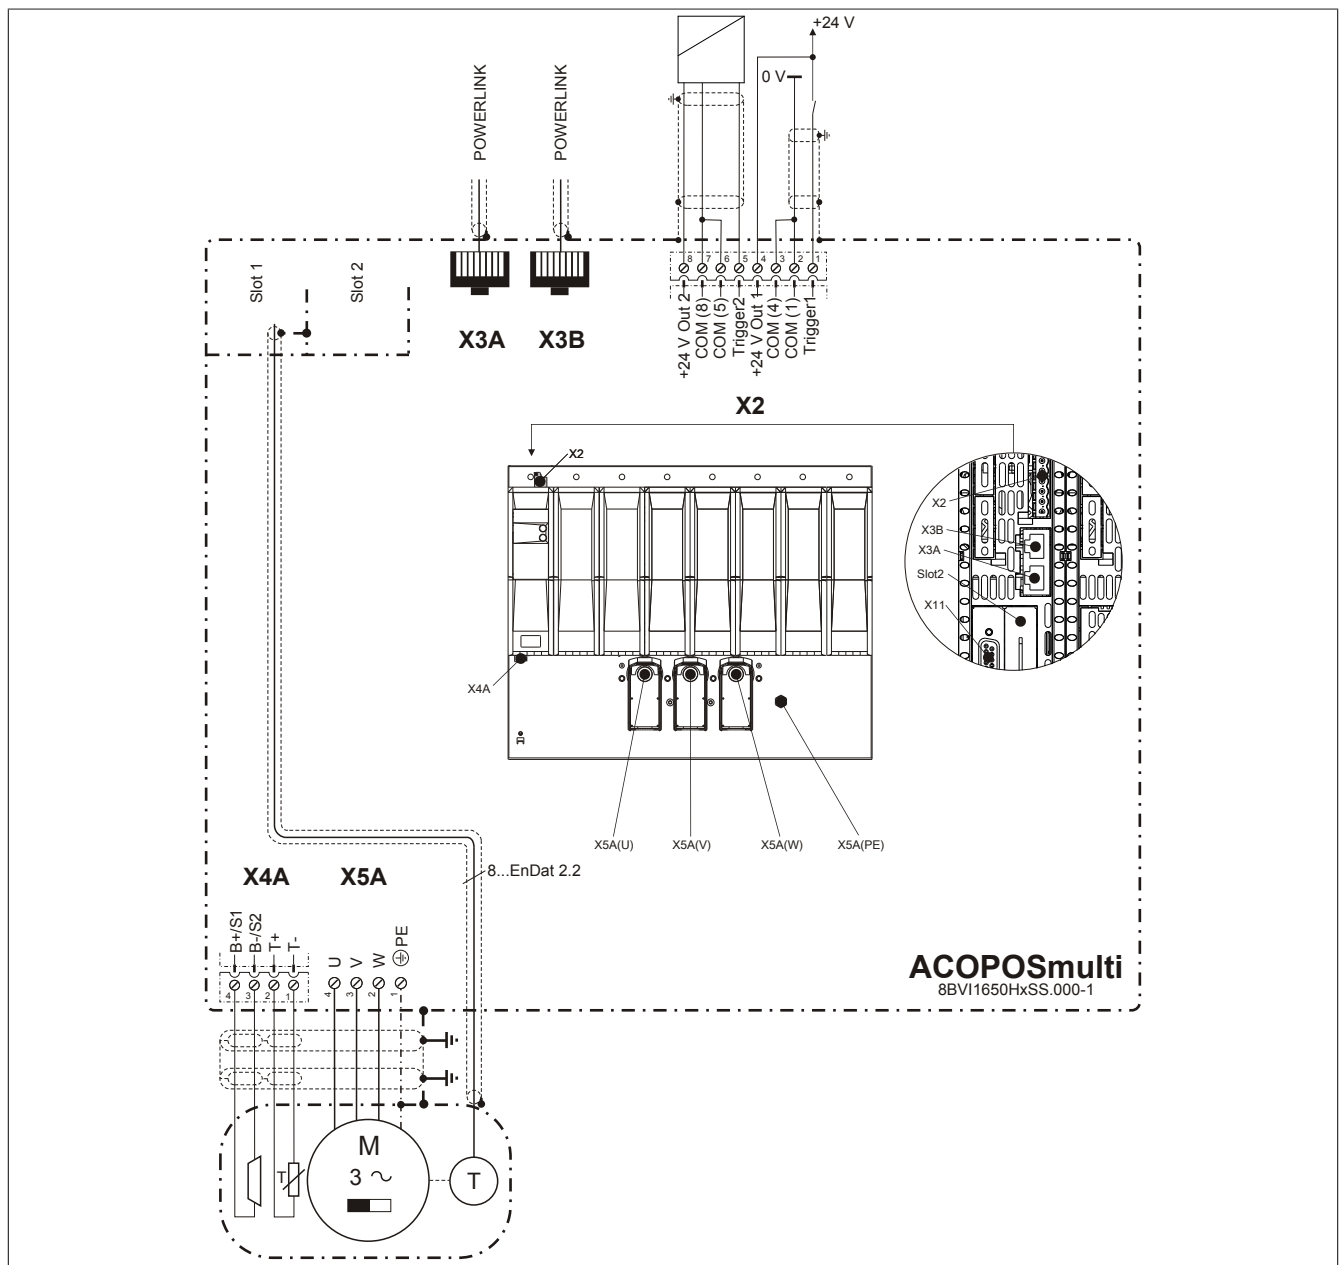 +24 V
0 V
POWERLINK
POWERLINK
Slot 1
Slot 2
X3A
X3B
8
7
6
5
4
3
2
1
+24 V Out 2
COM (8)
COM (5)
Trigger2
+24 V Out 1
COM (4)
COM (1)
Trigger1
X2
X2
X4A
X2
X3B
X3A
Slot2
X11
X5A(U)
X5A(V)
X5A(W)
X5A(PE)
8...EnDat 2.2
X4A
X5A
B+/S1
B-/S2
T+
T-
U
V
W
PE
4
3
2
1
4
3
2
1
ACOPOSmulti
8BVI1650HxSS.000-1
M
3 ~
T
T